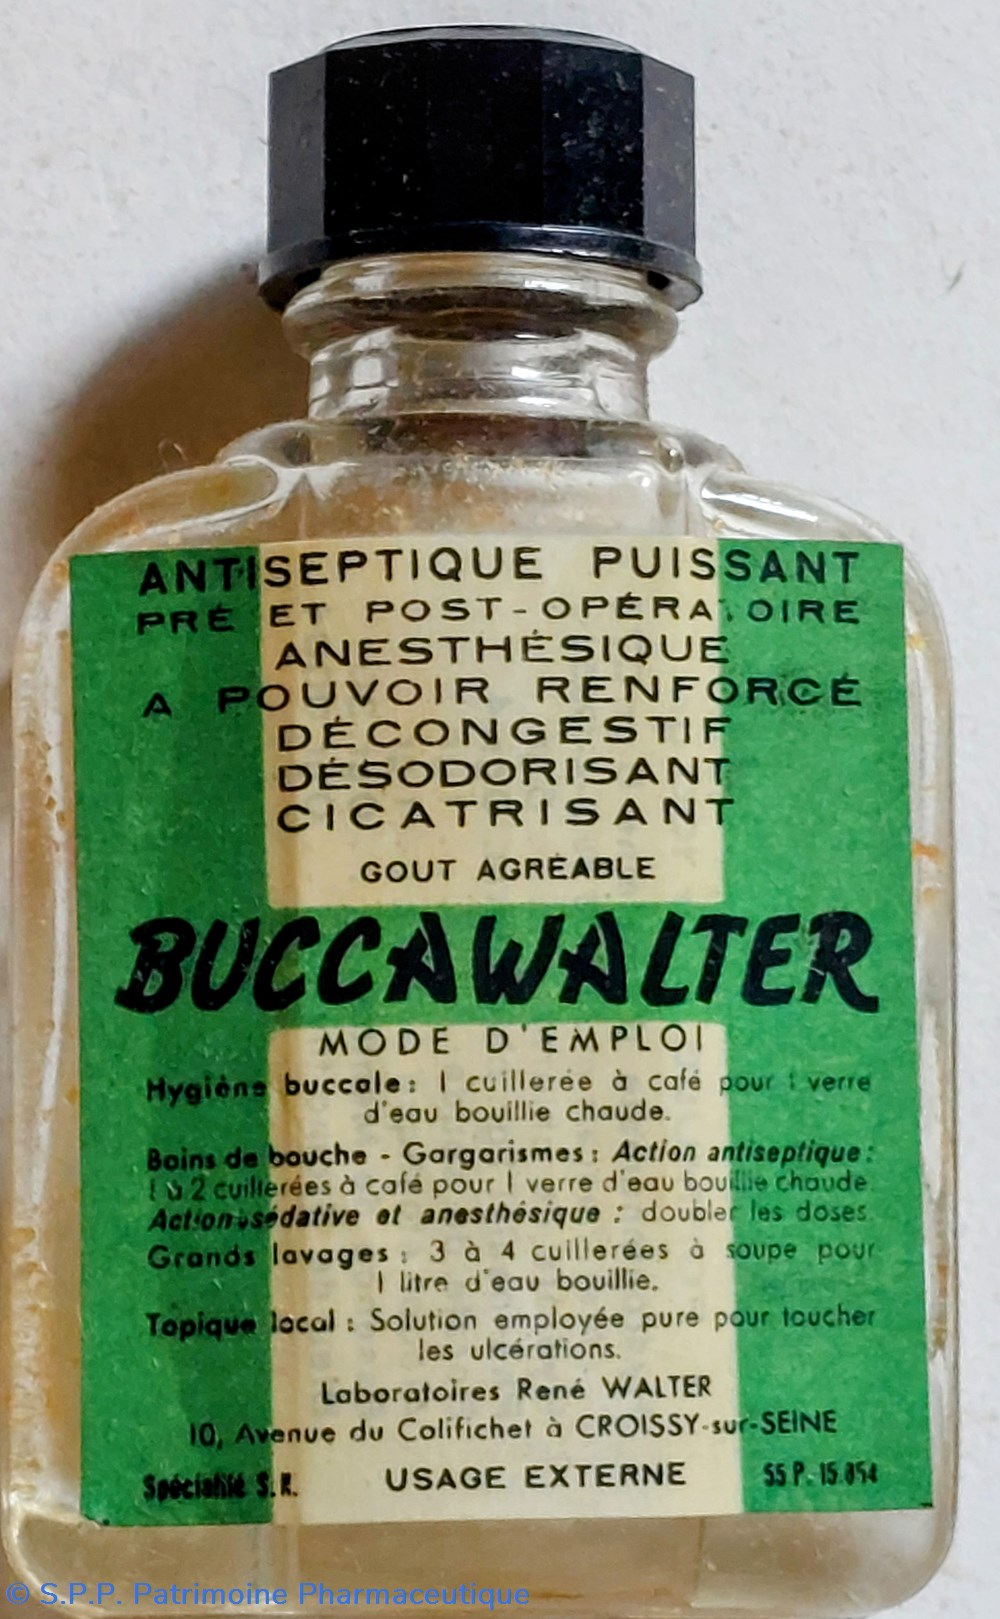 ANTISEPTIQUE PUISSANT
PRÉ ET POST-OPÉRATOIRE
ANESTHÉSIQUE
A POUVOIR RENFORCÉ
DÉCONGESTIF
DÉSODORISANT
CICATRISANT
GOUT AGRÉABLE
BUCCAWALTER
MODE D'EMPLOI
Hygiène buccale : 1 cuillerée à café pour 1 verre
d'eau bouillie chaude.
Bains de bouche - Gargarismes : Action antiseptique :
1 à 2 cuillerées à café pour 1 verre d'eau bouillie chaude.
Action sédative et anesthésique : doubler les doses.
Grands lavages : 3 à 4 cuillerées à soupe pour
1 litre d'eau bouillie.
Topique local : Solution employée pure pour toucher
les ulcérations.
Laboratoires René WALTER
10, Avenue du Colifichet à CROISSY-sur-SEINE
Spécialité S. R. USAGE EXTERNE SS P. 15.854
© S.P.P. Patrimoine Pharmaceutique